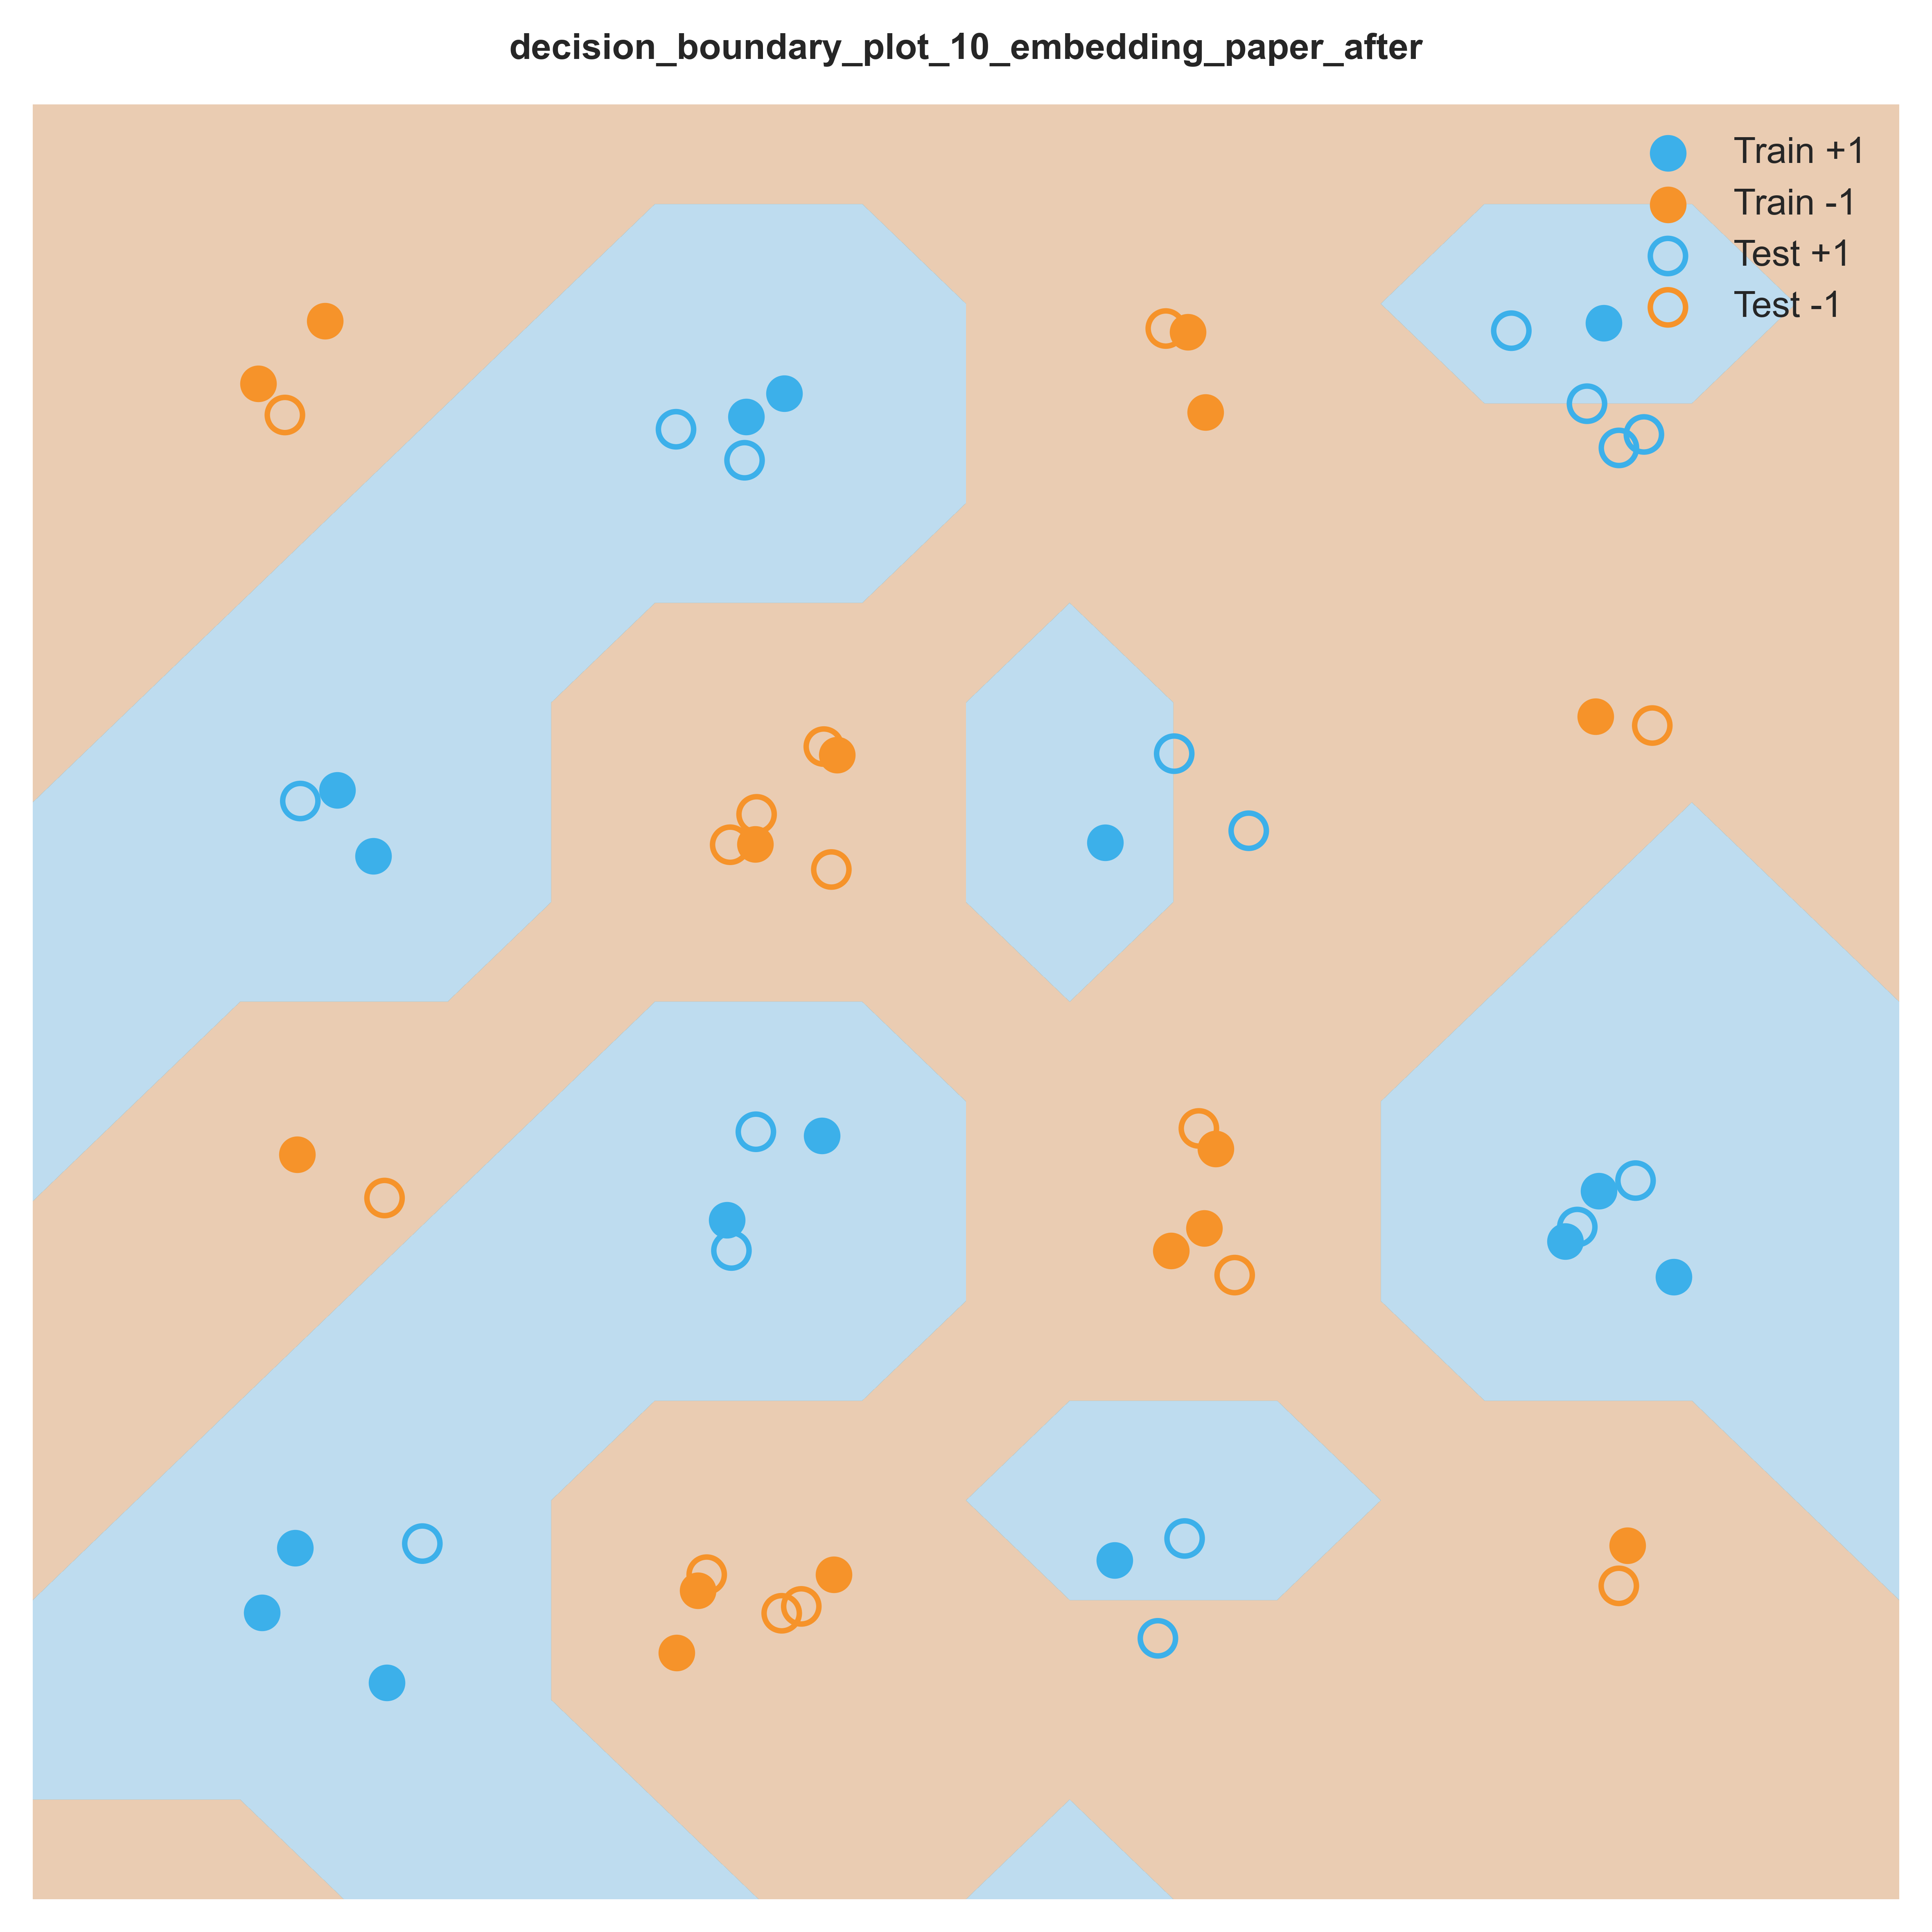 decision_boundary_plot_10_embedding_paper_after
Train +1
Train -1
Test +1
Test -1